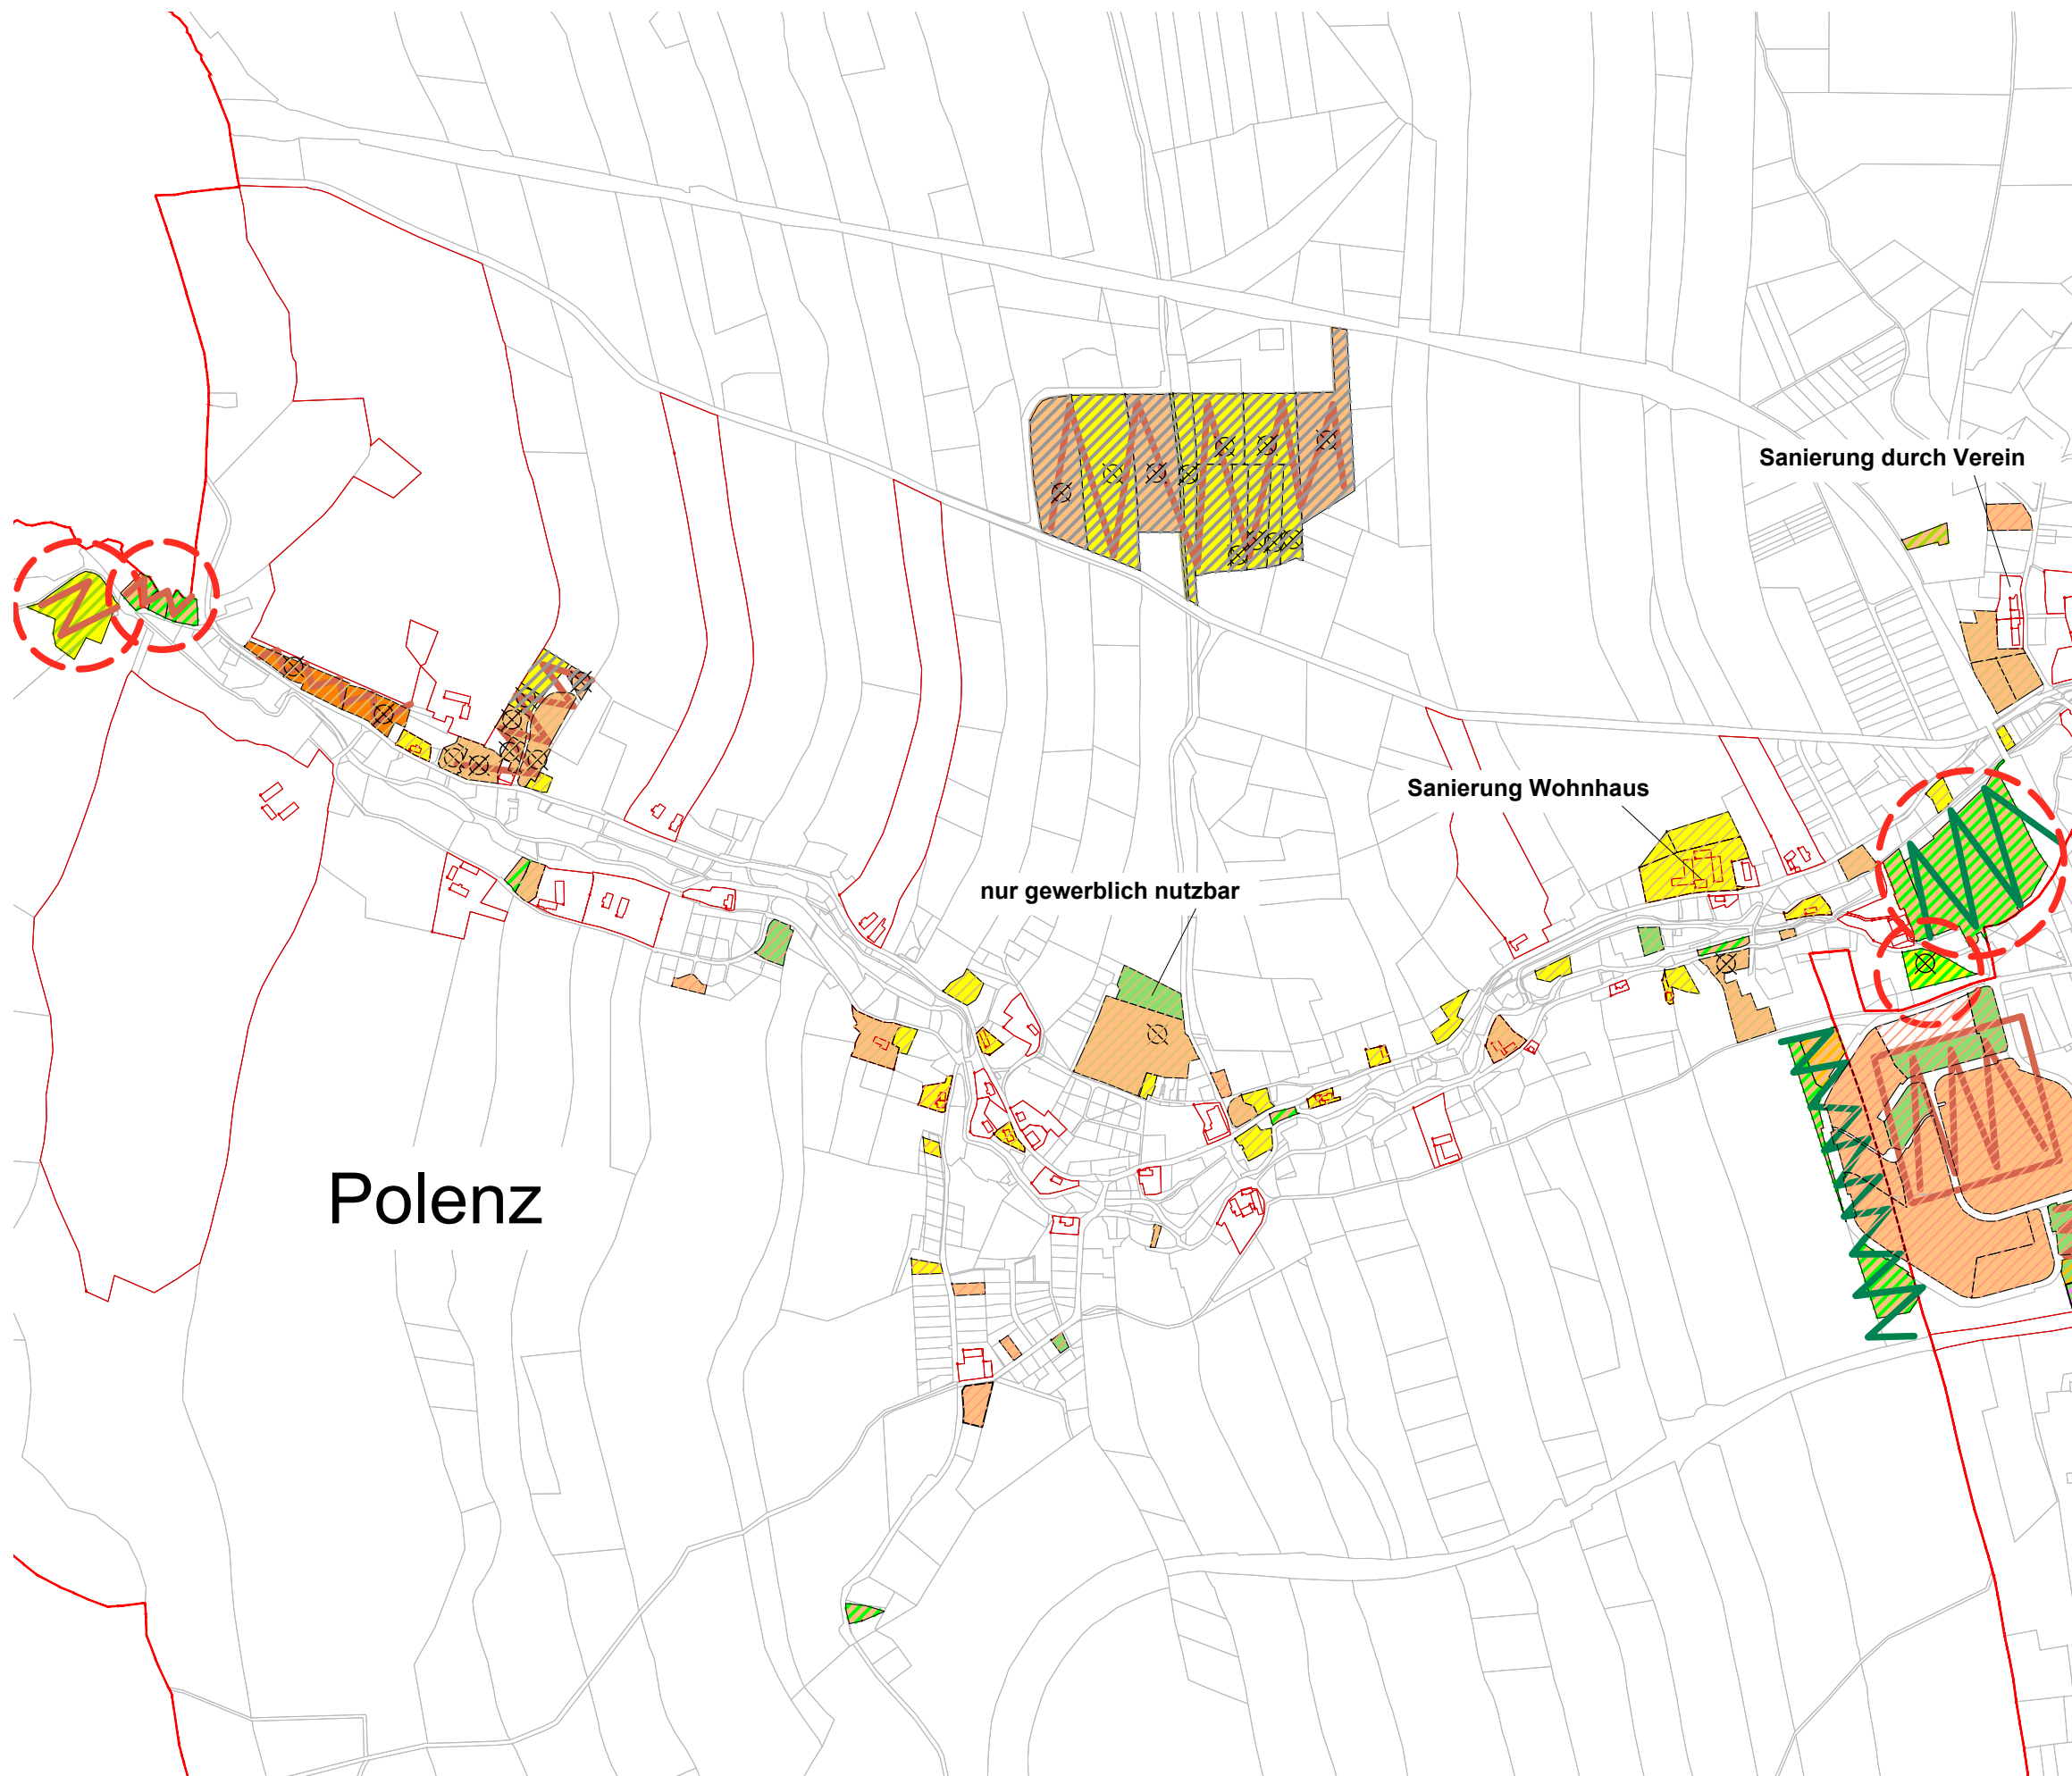 Sanierung durch Verein
Sanierung Wohnhaus
nur gewerblich nutzbar
Polenz